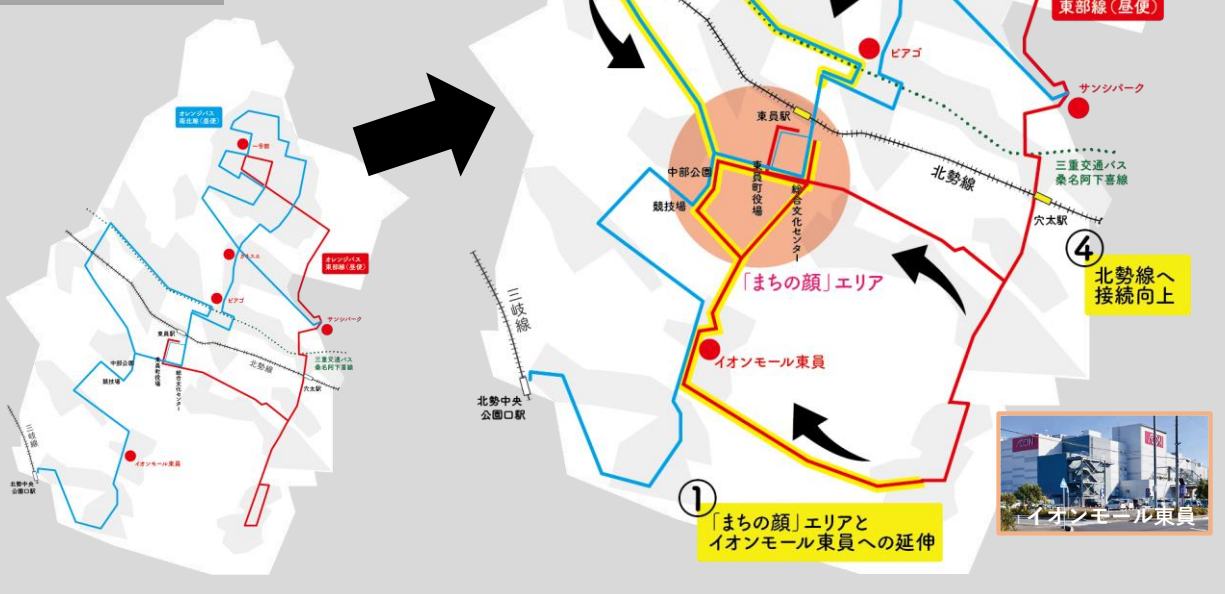 オレンジバス
南北線(昼便)
オレンジバス
東部線(昼便)
ピアゴ
サンシパーク
東員駅
三重交通バス
桑名阿下喜線
中部公園
北勢線
競技場
東員町役場
総合文化センター
穴太駅
三岐線
イオンモール東員
北勢中央
公園口駅
東部線(昼便)
ピアゴ
サンシパーク
東員駅
三重交通バス
桑名阿下喜線
中部公園
東員町役場
北勢線
競技場
総合文化センター
穴太駅
④
北勢線へ
接続向上
「まちの顔」エリア
三岐線
イオンモール東員
北勢中央
公園口駅
①
「まちの顔」エリアと
イオンモール東員への延伸
AEON
AEON
イオンモール東員